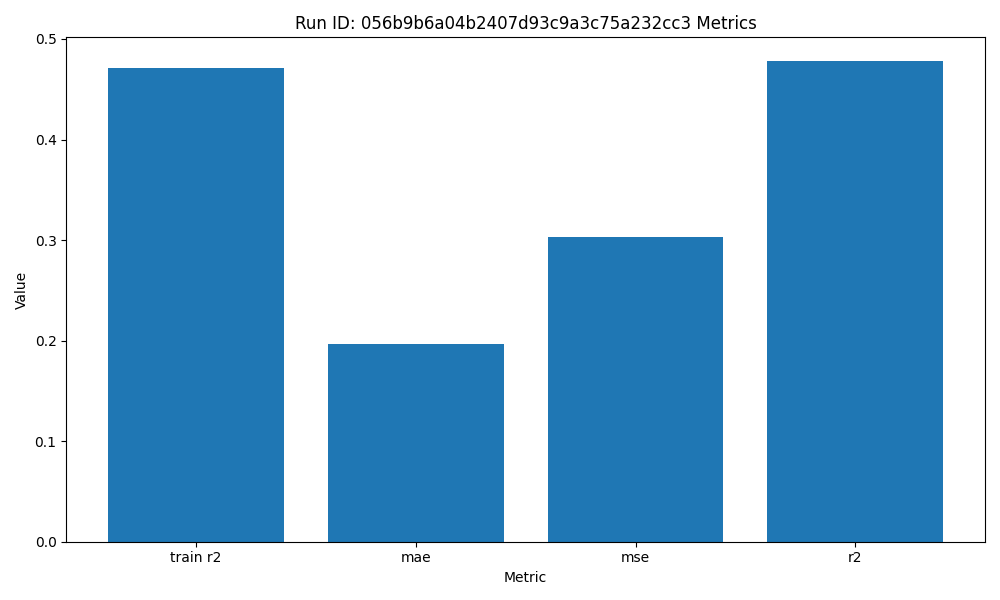 Run ID: 056b9b6a04b2407d93c9a3c75a232cc3 Metrics
0.5
0.4
0.3
0.2
0.1
0.0
Value
train r2
mae
mse
r2
Metric